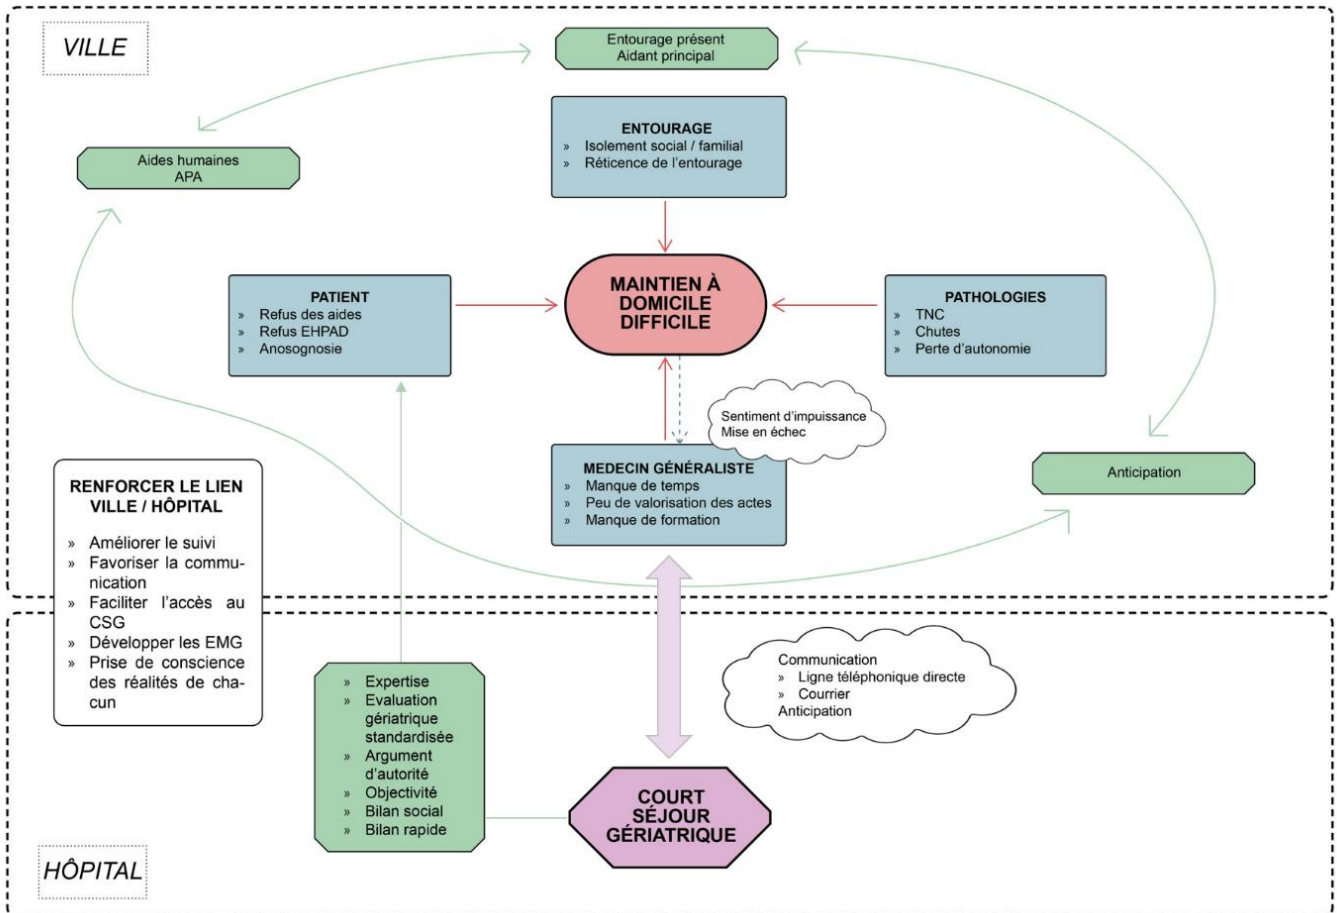 VILLE
Entourage présent
Aidant principal
Aides humaines
APA
ENTOURAGE
» Isolement social / familial
» Réticence de l'entourage
MAINTIEN À
DOMICILE
DIFFICILE
PATIENT
» Refus des aides
» Refus EHPAD
» Anosognosie
PATHOLOGIES
» TNC
» Chutes
» Perte d'autonomie
Sentiment d'impuissance
Mise en échec
MEDECIN GÉNÉRALISTE
» Manque de temps
» Peu de valorisation des actes
» Manque de formation
Anticipation
RENFORCER LE LIEN
VILLE / HÔPITAL
» Améliorer le suivi
» Favoriser la commu-
nication
» Faciliter l'accès au
CSG
» Développer les EMG
» Prise de conscience
des réalités de cha-
cun
» Expertise
» Evaluation
gériatrique
standardisée
» Argument
d'autorité
» Objectivité
» Bilan social
» Bilan rapide
Communication
» Ligne téléphonique directe
» Courrier
Anticipation
COURT
SÉJOUR
GÉRIATRIQUE
HÔPITAL